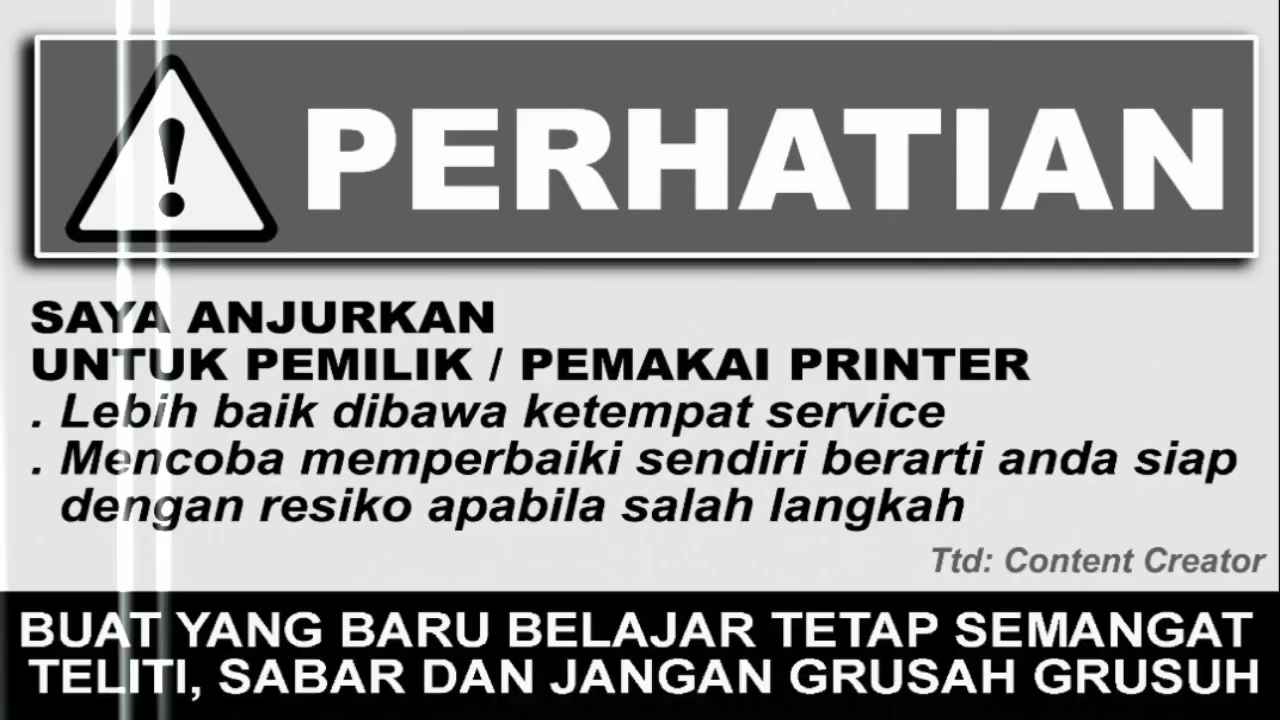 PERHATIAN
SAYA ANJURKAN
UNTUK PEMILIK / PEMAKAI PRINTER
. Lebih baik dibawa ketempat service
. Mencoba memperbaiki sendiri berarti anda siap
dengan resiko apabila salah langkah
Ttd: Content Creator
BUAT YANG BARU BELAJAR TETAP SEMANGAT
TELITI, SABAR DAN JANGAN GRUSAH GRUSUH